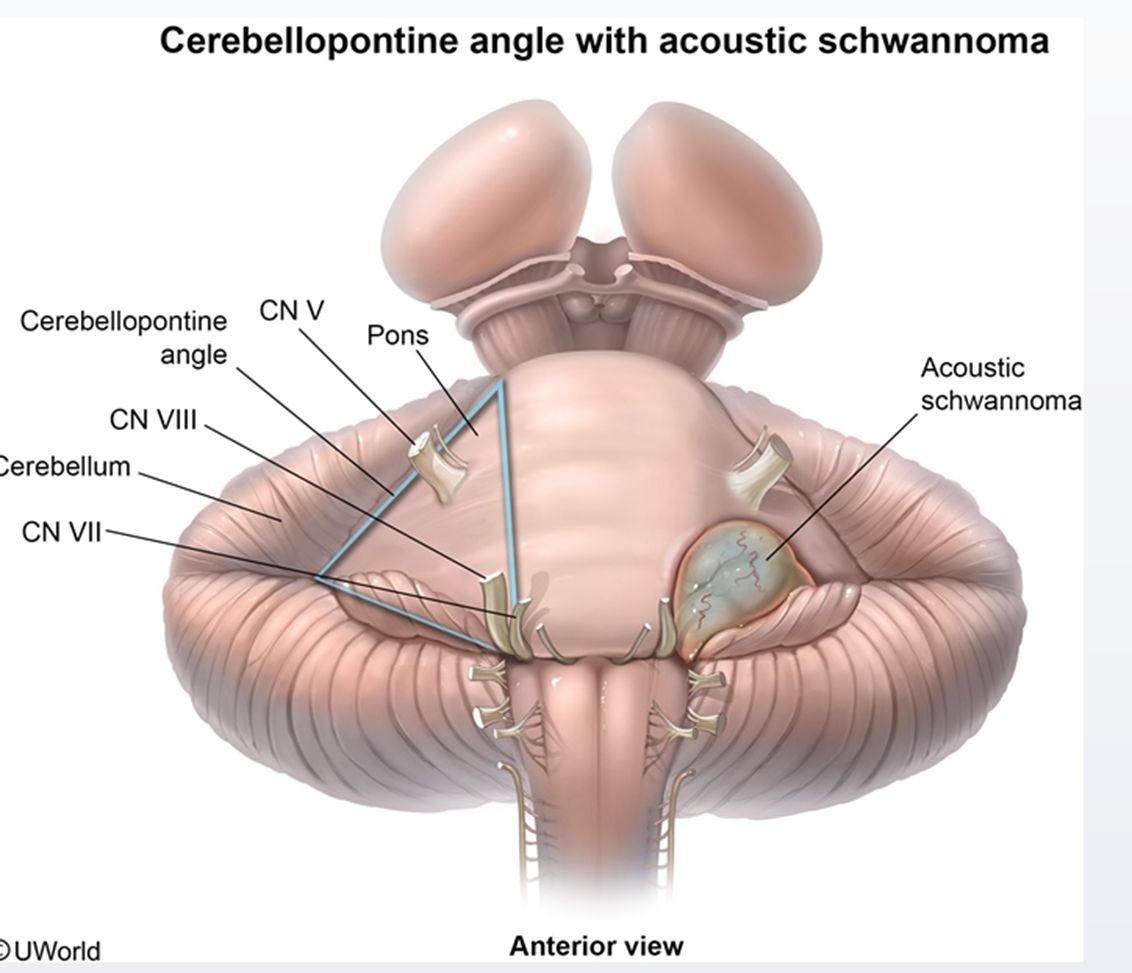 Cerebellopontine angle with acoustic schwannoma
CN V
Cerebellopontine
angle
Pons
Acoustic
schwannoma
CN VIII
Cerebellum
CN VII
©UWorld
Anterior view